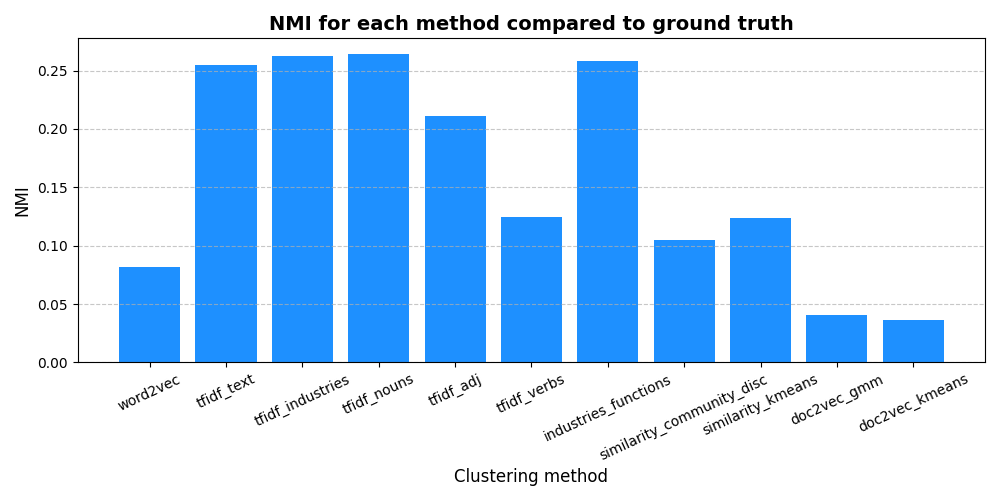 NMI for each method compared to ground truth
NMI
0.25
0.20
0.15
0.10
0.05
0.00
word2vec
tfidf_text
tfidf_industries
tfidf_nouns
tfidf_adj
tfidf_verbs
industries_functions
similarity_community_disc
similarity_kmeans
doc2vec_gmm
doc2vec_kmeans
Clustering method